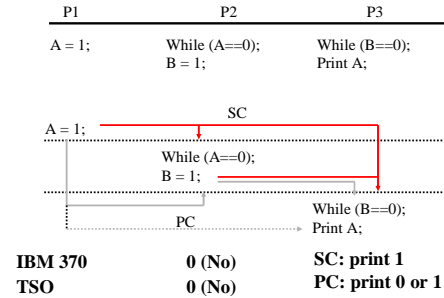 P1 P2 P3
A = 1; While (A==0); While (B==0);
B = 1; Print A;
SC
A = 1;
While (A==0);
B = 1;
While (B==0);
PC
Print A;
IBM 370 0 (No) SC: print 1
TSO 0 (No) PC: print 0 or 1